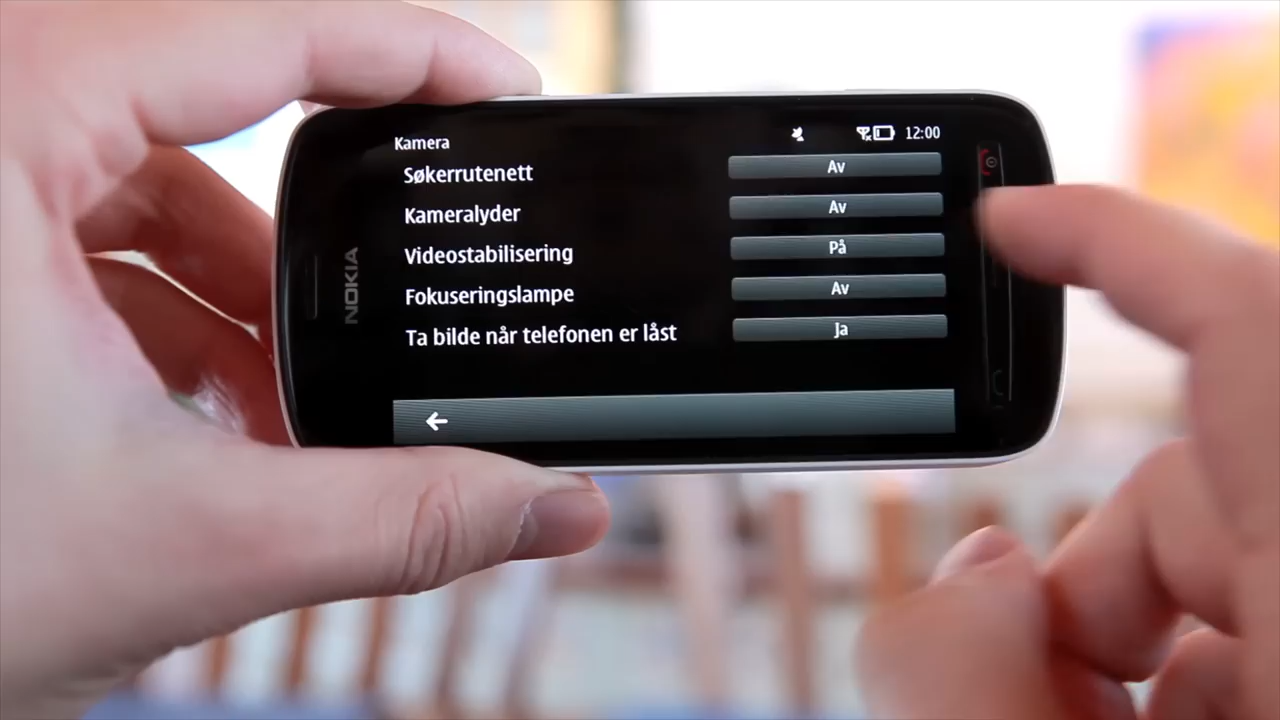 NOKIA
Kamera
12:00
Søkerrutenett Av
Kameralyder Av
Videostabilisering På
Fokuseringslampe Av
Ta bilde når telefonen er låst Ja